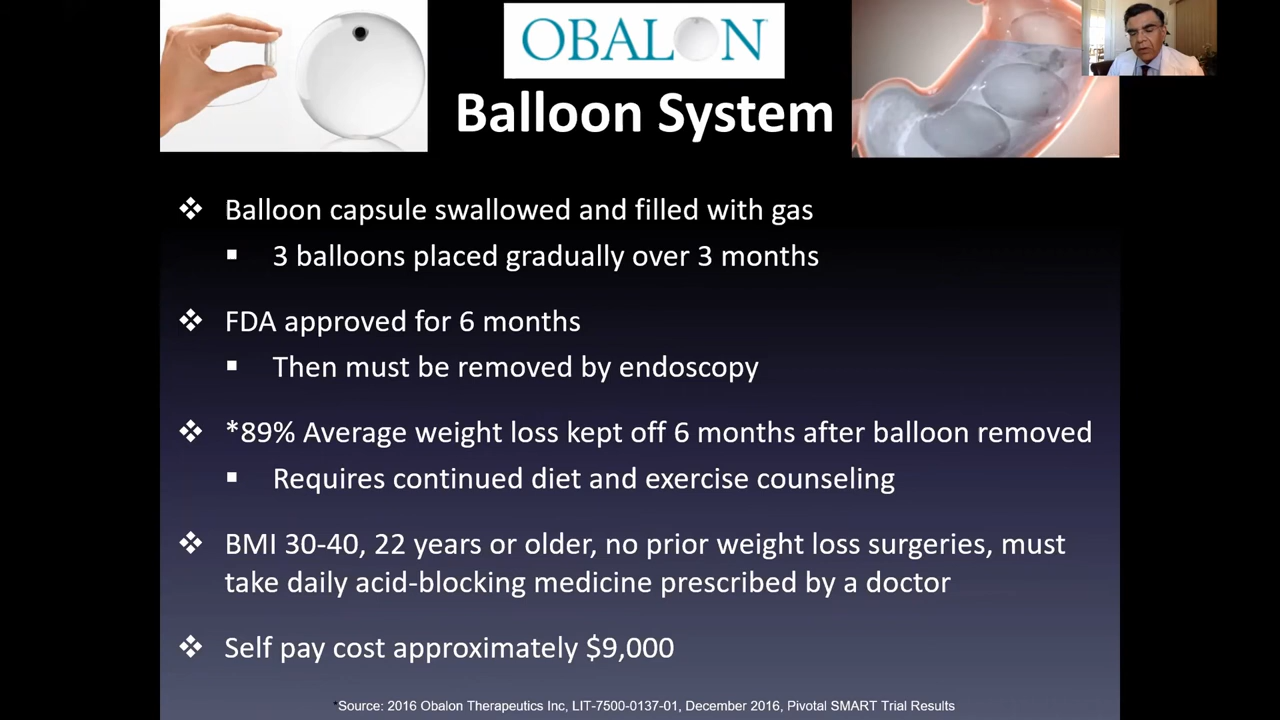 OBALON
Balloon System
❖ Balloon capsule swallowed and filled with gas
▪ 3 balloons placed gradually over 3 months
❖ FDA approved for 6 months
▪ Then must be removed by endoscopy
❖ *89% Average weight loss kept off 6 months after balloon removed
▪ Requires continued diet and exercise counseling
❖ BMI 30-40, 22 years or older, no prior weight loss surgeries, must
take daily acid-blocking medicine prescribed by a doctor
❖ Self pay cost approximately $9,000
*Source: 2016 Obalon Therapeutics Inc, LIT-7500-0137-01, December 2016, Pivotal SMART Trial Results